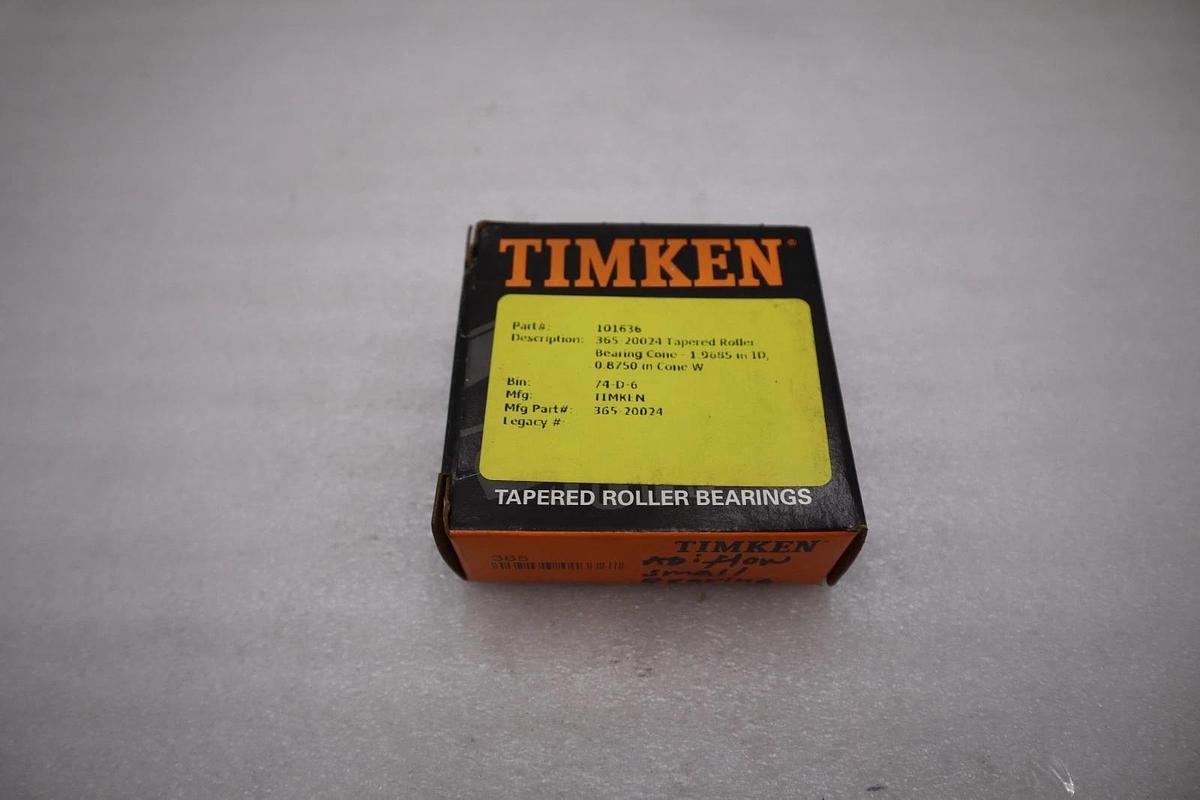 TIMKEN®
Part#: 101636
Description: 365-20024 Tapered Roller
Bearing Cone - 1.9685 in ID,
0.8750 in Cone W
Bin: 74-D-6
Mfg: TIMKEN
Mfg Part#: 365-20024
Legacy #:
TAPERED ROLLER BEARINGS
365
TIMKEN
small